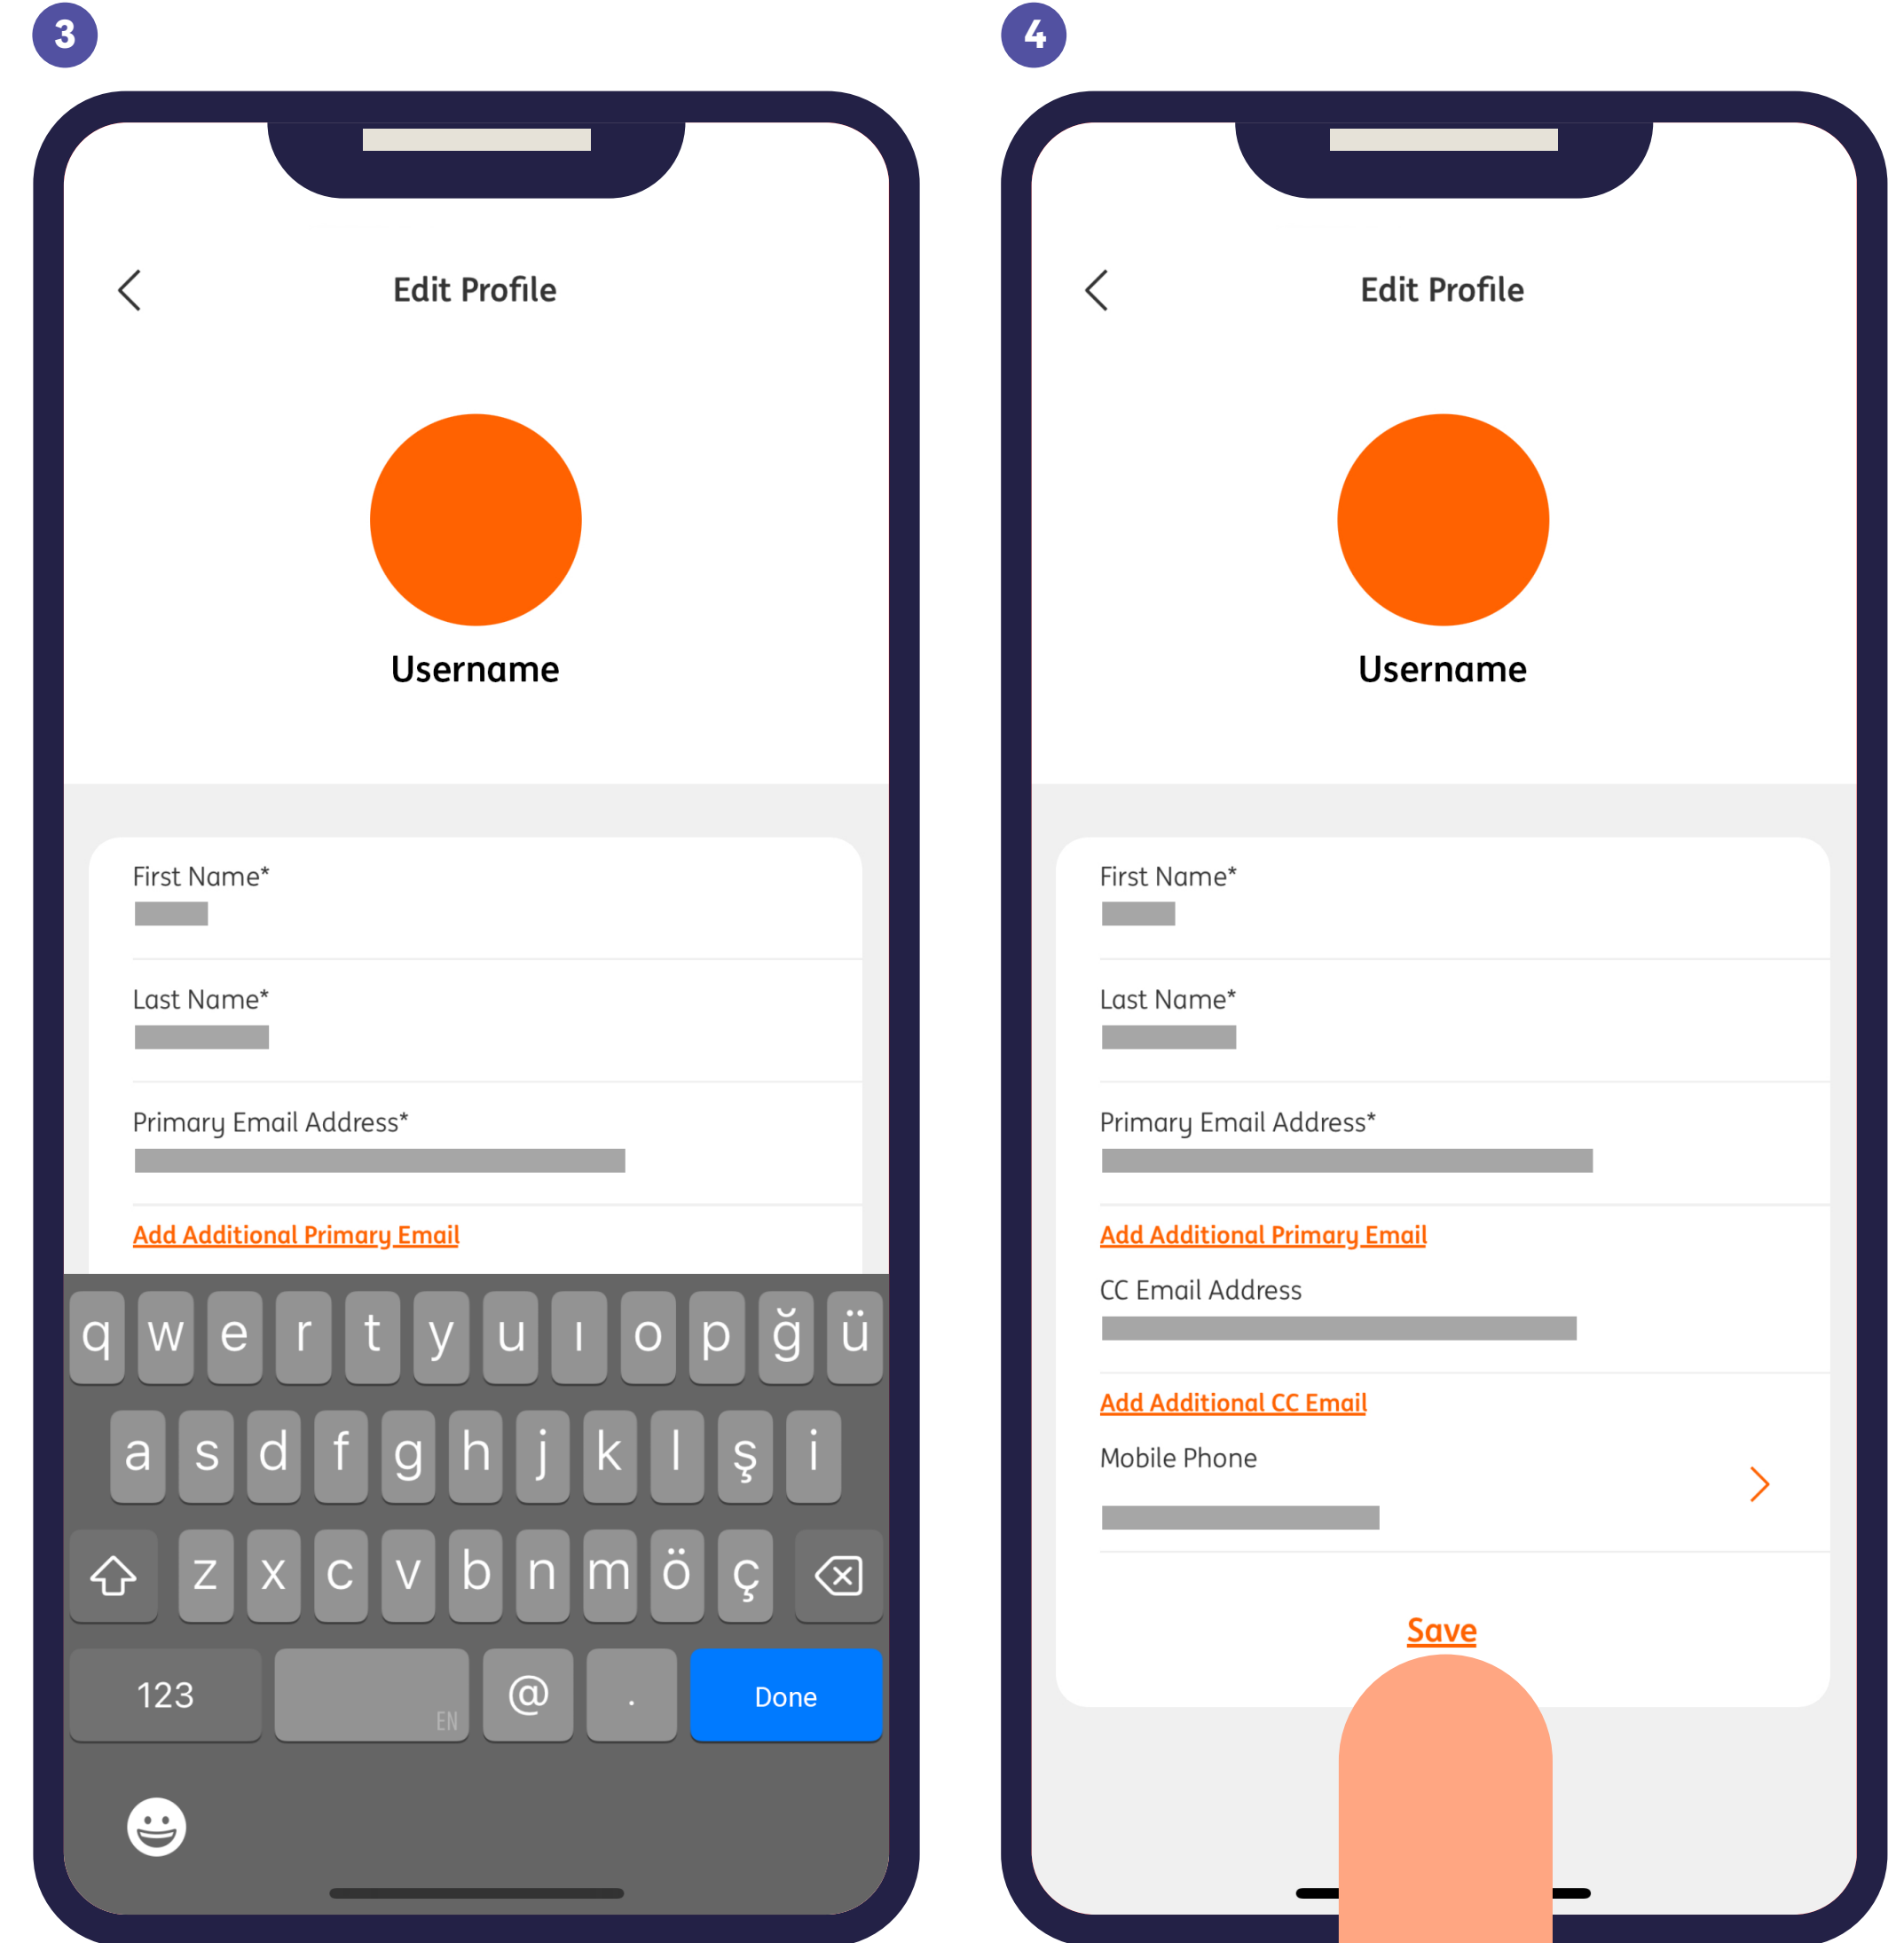 3
Edit Profile
Username
First Name*
Last Name*
Primary Email Address*
Add Additional Primary Email
q w e r t y u ı o p ğ ü
a s d f g h j k l ş i
z x c v b n m ö ç
123 EN @ . Done
4
Edit Profile
Username
First Name*
Last Name*
Primary Email Address*
Add Additional Primary Email
CC Email Address
Add Additional CC Email
Mobile Phone
Save